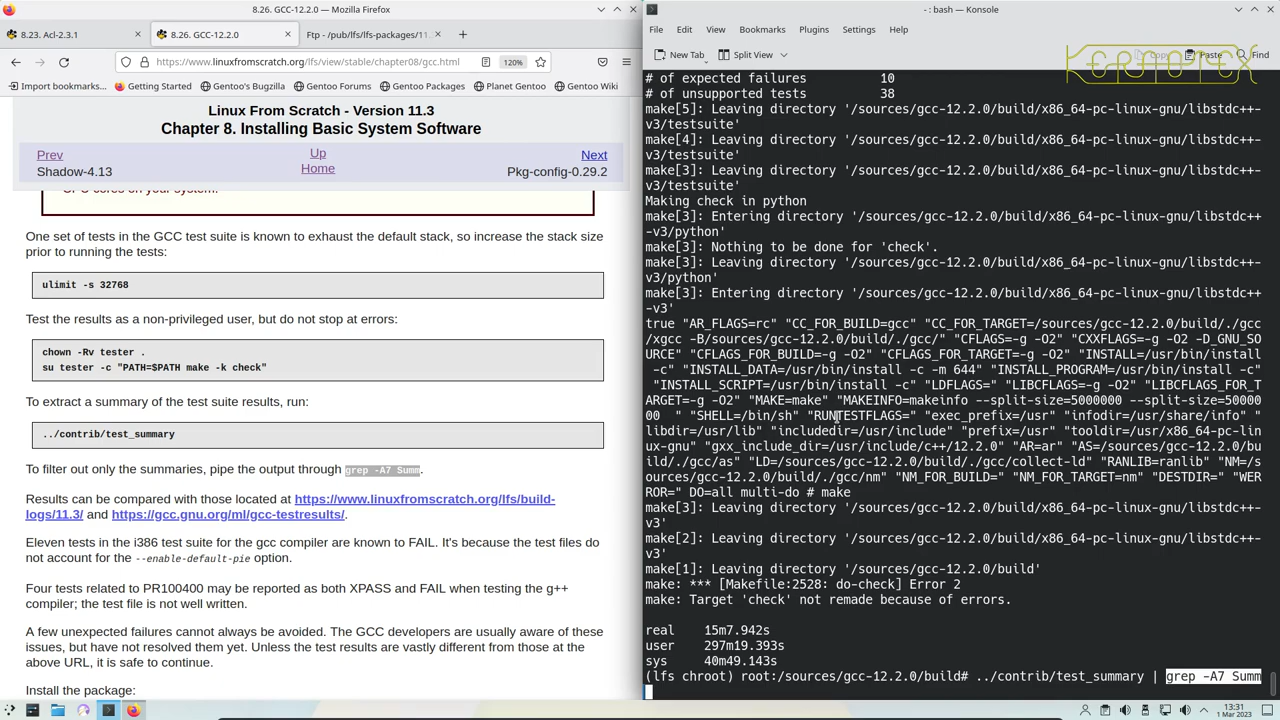 8.26. GCC-12.2.0 — Mozilla Firefox
8.23. Acl-2.3.1
8.26. GCC-12.2.0
Ftp - /pub/lfs/lfs-packages/11.
https://www.linuxfromscratch.org/lfs/view/stable/chapter08/gcc.html
120%
Import bookmarks...
Getting Started
Gentoo's Bugzilla
Gentoo Forums
Gentoo Packages
Planet Gentoo
Gentoo Wiki
Linux From Scratch - Version 11.3
Chapter 8. Installing Basic System Software
Prev
Up
Next
Shadow-4.13
Home
Pkg-config-0.29.2
CPU cores on your system.
One set of tests in the GCC test suite is known to exhaust the default stack, so increase the stack size
prior to running the tests:
ulimit -s 32768
Test the results as a non-privileged user, but do not stop at errors:
chown -Rv tester .
su tester -c "PATH=$PATH make -k check"
To extract a summary of the test suite results, run:
../contrib/test_summary
To filter out only the summaries, pipe the output through grep -A7 Summ.
Results can be compared with those located at https://www.linuxfromscratch.org/lfs/build-
logs/11.3/ and https://gcc.gnu.org/ml/gcc-testresults/.
Eleven tests in the i386 test suite for the gcc compiler are known to FAIL. It's because the test files do
not account for the --enable-default-pie option.
Four tests related to PR100400 may be reported as both XPASS and FAIL when testing the g++
compiler; the test file is not well written.
A few unexpected failures cannot always be avoided. The GCC developers are usually aware of these
issues, but have not resolved them yet. Unless the test results are vastly different from those at the
above URL, it is safe to continue.
Install the package:
- : bash — Konsole
File Edit View Bookmarks Plugins Settings Help
New Tab
Split View
Copy
Paste
Find
# of expected failures 10
# of unsupported tests 38
make[5]: Leaving directory '/sources/gcc-12.2.0/build/x86_64-pc-linux-gnu/libstdc++-
v3/testsuite'
make[4]: Leaving directory '/sources/gcc-12.2.0/build/x86_64-pc-linux-gnu/libstdc++-
v3/testsuite'
make[3]: Leaving directory '/sources/gcc-12.2.0/build/x86_64-pc-linux-gnu/libstdc++-
v3/testsuite'
Making check in python
make[3]: Entering directory '/sources/gcc-12.2.0/build/x86_64-pc-linux-gnu/libstdc++
-v3/python'
make[3]: Nothing to be done for 'check'.
make[3]: Leaving directory '/sources/gcc-12.2.0/build/x86_64-pc-linux-gnu/libstdc++-
v3/python'
make[3]: Entering directory '/sources/gcc-12.2.0/build/x86_64-pc-linux-gnu/libstdc++
-v3'
true "AR_FLAGS=rc" "CC_FOR_BUILD=gcc" "CC_FOR_TARGET=/sources/gcc-12.2.0/build/./gcc
/xgcc -B/sources/gcc-12.2.0/build/./gcc/" "CFLAGS=-g -O2" "CXXFLAGS=-g -O2 -D_GNU_SO
URCE" "CFLAGS_FOR_BUILD=-g -O2" "CFLAGS_FOR_TARGET=-g -O2" "INSTALL=/usr/bin/install
-c" "INSTALL_DATA=/usr/bin/install -c -m 644" "INSTALL_PROGRAM=/usr/bin/install -c"
"INSTALL_SCRIPT=/usr/bin/install -c" "LDFLAGS=" "LIBCFLAGS=-g -O2" "LIBCFLAGS_FOR_T
ARGET=-g -O2" "MAKE=make" "MAKEINFO=makeinfo --split-size=5000000 --split-size=50000
00 " "SHELL=/bin/sh" "RUNTESTFLAGS=" "exec_prefix=/usr" "infodir=/usr/share/info" "
libdir=/usr/lib" "includedir=/usr/include" "prefix=/usr" "tooldir=/usr/x86_64-pc-lin
ux-gnu" "gxx_include_dir=/usr/include/c++/12.2.0" "AR=ar" "AS=/sources/gcc-12.2.0/bu
ild/./gcc/as" "LD=/sources/gcc-12.2.0/build/./gcc/collect-ld" "RANLIB=ranlib" "NM=/s
ources/gcc-12.2.0/build/./gcc/nm" "NM_FOR_BUILD=" "NM_FOR_TARGET=nm" "DESTDIR=" "WER
ROR=" DO=all multi-do # make
make[3]: Leaving directory '/sources/gcc-12.2.0/build/x86_64-pc-linux-gnu/libstdc++-
v3'
make[2]: Leaving directory '/sources/gcc-12.2.0/build/x86_64-pc-linux-gnu/libstdc++-
v3'
make[1]: Leaving directory '/sources/gcc-12.2.0/build'
make: *** [Makefile:2528: do-check] Error 2
make: Target 'check' not remade because of errors.
real 15m7.942s
user 297m19.393s
sys 40m49.143s
(lfs chroot) root:/sources/gcc-12.2.0/build# ../contrib/test_summary | grep -A7 Summ
13:31
1 Mar 2023